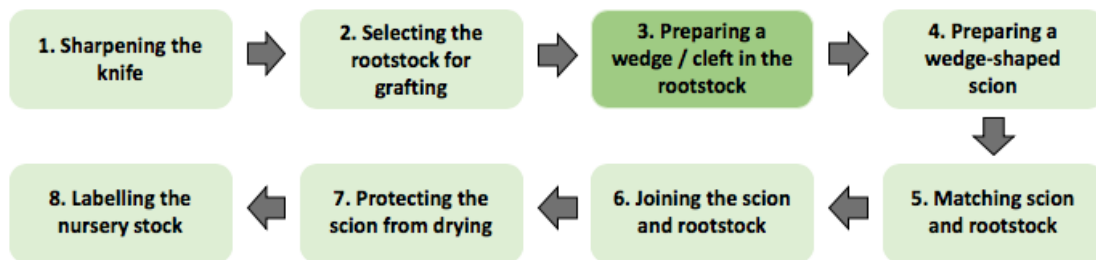 1. Sharpening the
knife
2. Selecting the
rootstock for
grafting
3. Preparing a
wedge / cleft in the
rootstock
4. Preparing a
wedge-shaped
scion
5. Matching scion
and rootstock
6. Joining the scion
and rootstock
7. Protecting the
scion from drying
8. Labelling the
nursery stock